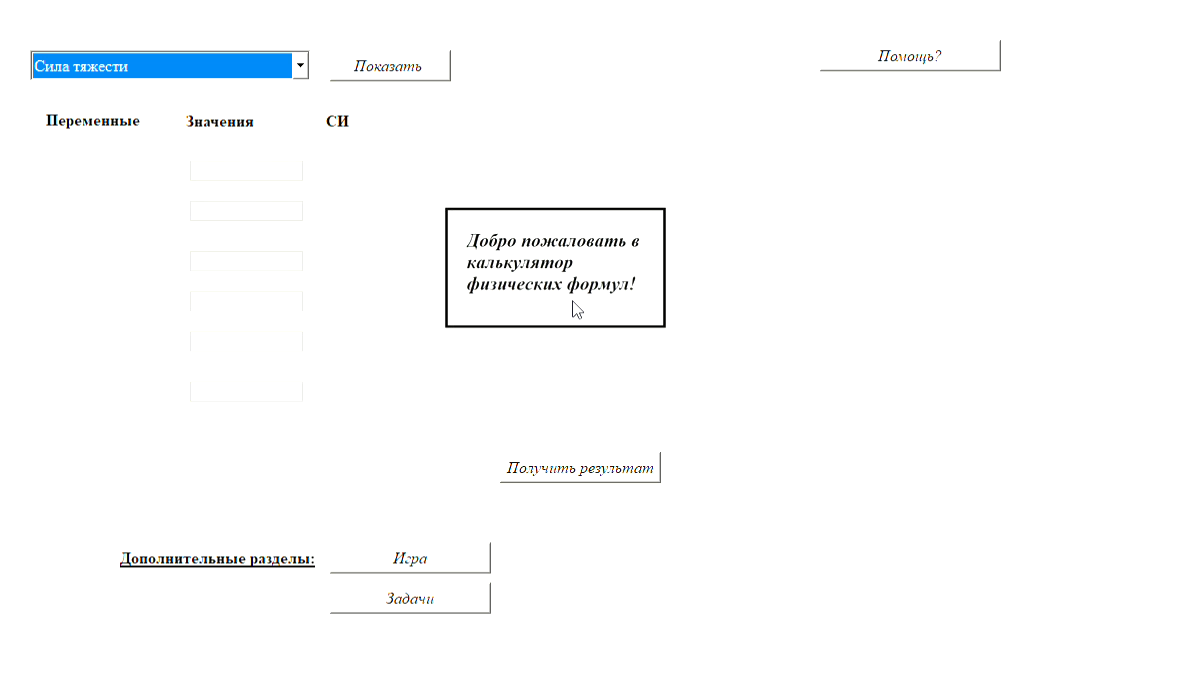 Помощь?
Сила тяжести
Показать
Переменные
Значения
СИ
Добро пожаловать в
калькулятор
физических формул!
Получить результат
Дополнительные разделы:
Игра
Задачи